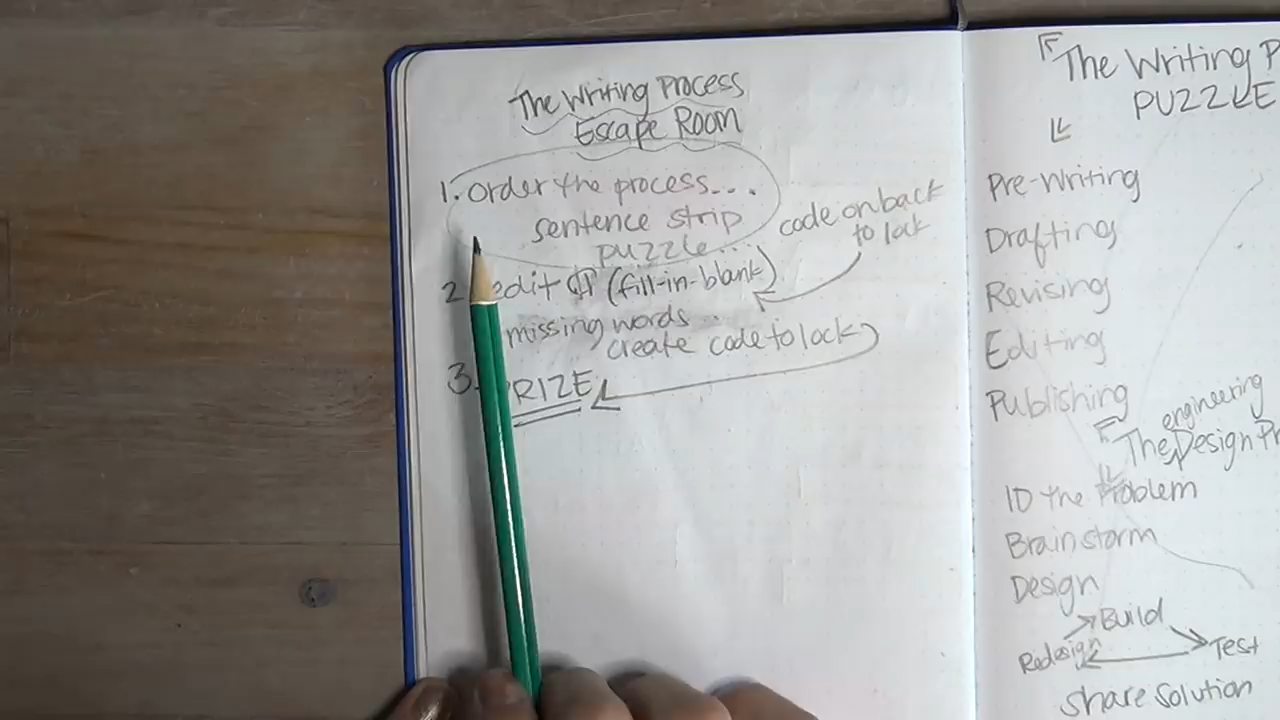 The Writing Process
Escape Room
1. Order the process...
sentence strip
puzzle...
code on back
to lock
2 edit (fill-in-blank)
missing words..
create code to lock
3. PRIZE
The Writing P
PUZZLE
Pre-Writing
Drafting
Revising
Editing
Publishing
engineering
The Design Pr
ID the Problem
Brainstorm
Design
Build
Redesign
Test
Share Solution